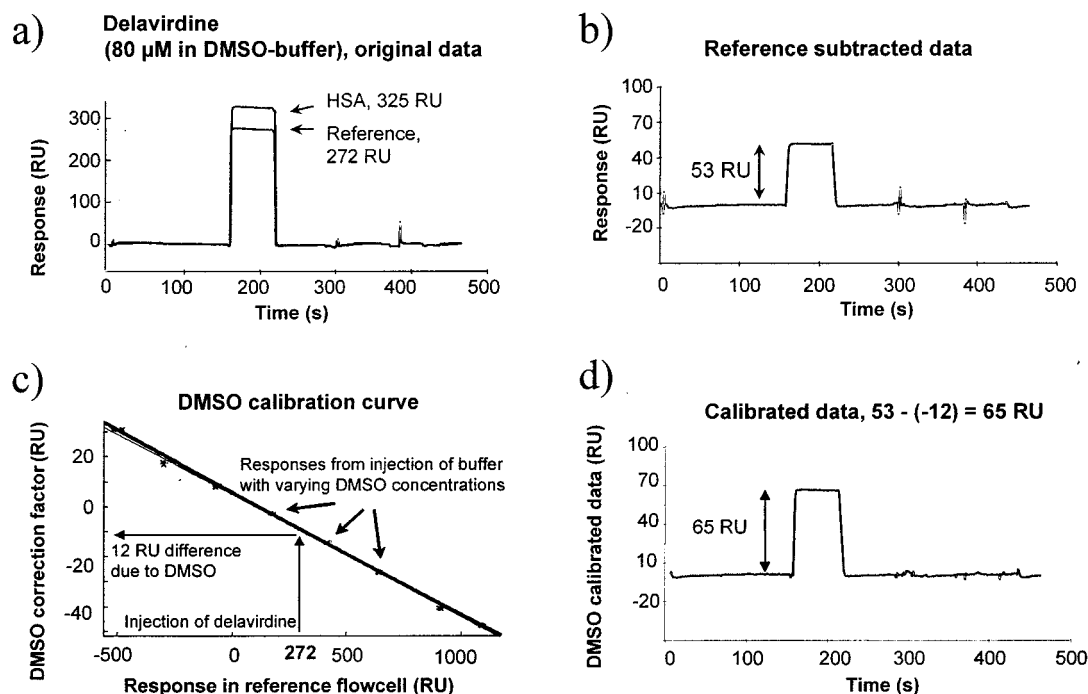 a)
Delavirdine
(80 µM in DMSO-buffer), original data
Response (RU)
300
200
100
0
HSA, 325 RU
Reference,
272 RU
0 100 200 300 400 500
Time (s)
b)
Reference subtracted data
Response (RU)
100
70
40
10
-20
53 RU
0 100 200 300 400 500
Time (s)
c)
DMSO calibration curve
DMSO correction factor (RU)
20
0
-20
-40
Responses from injection of buffer
with varying DMSO concentrations
12 RU difference
due to DMSO
Injection of delavirdine
-500 0 272 500 1000
Response in reference flowcell (RU)
d)
Calibrated data, 53 - (-12) = 65 RU
DMSO calibrated data (RU)
100
70
40
10
-20
65 RU
0 100 200 300 400 500
Time (s)